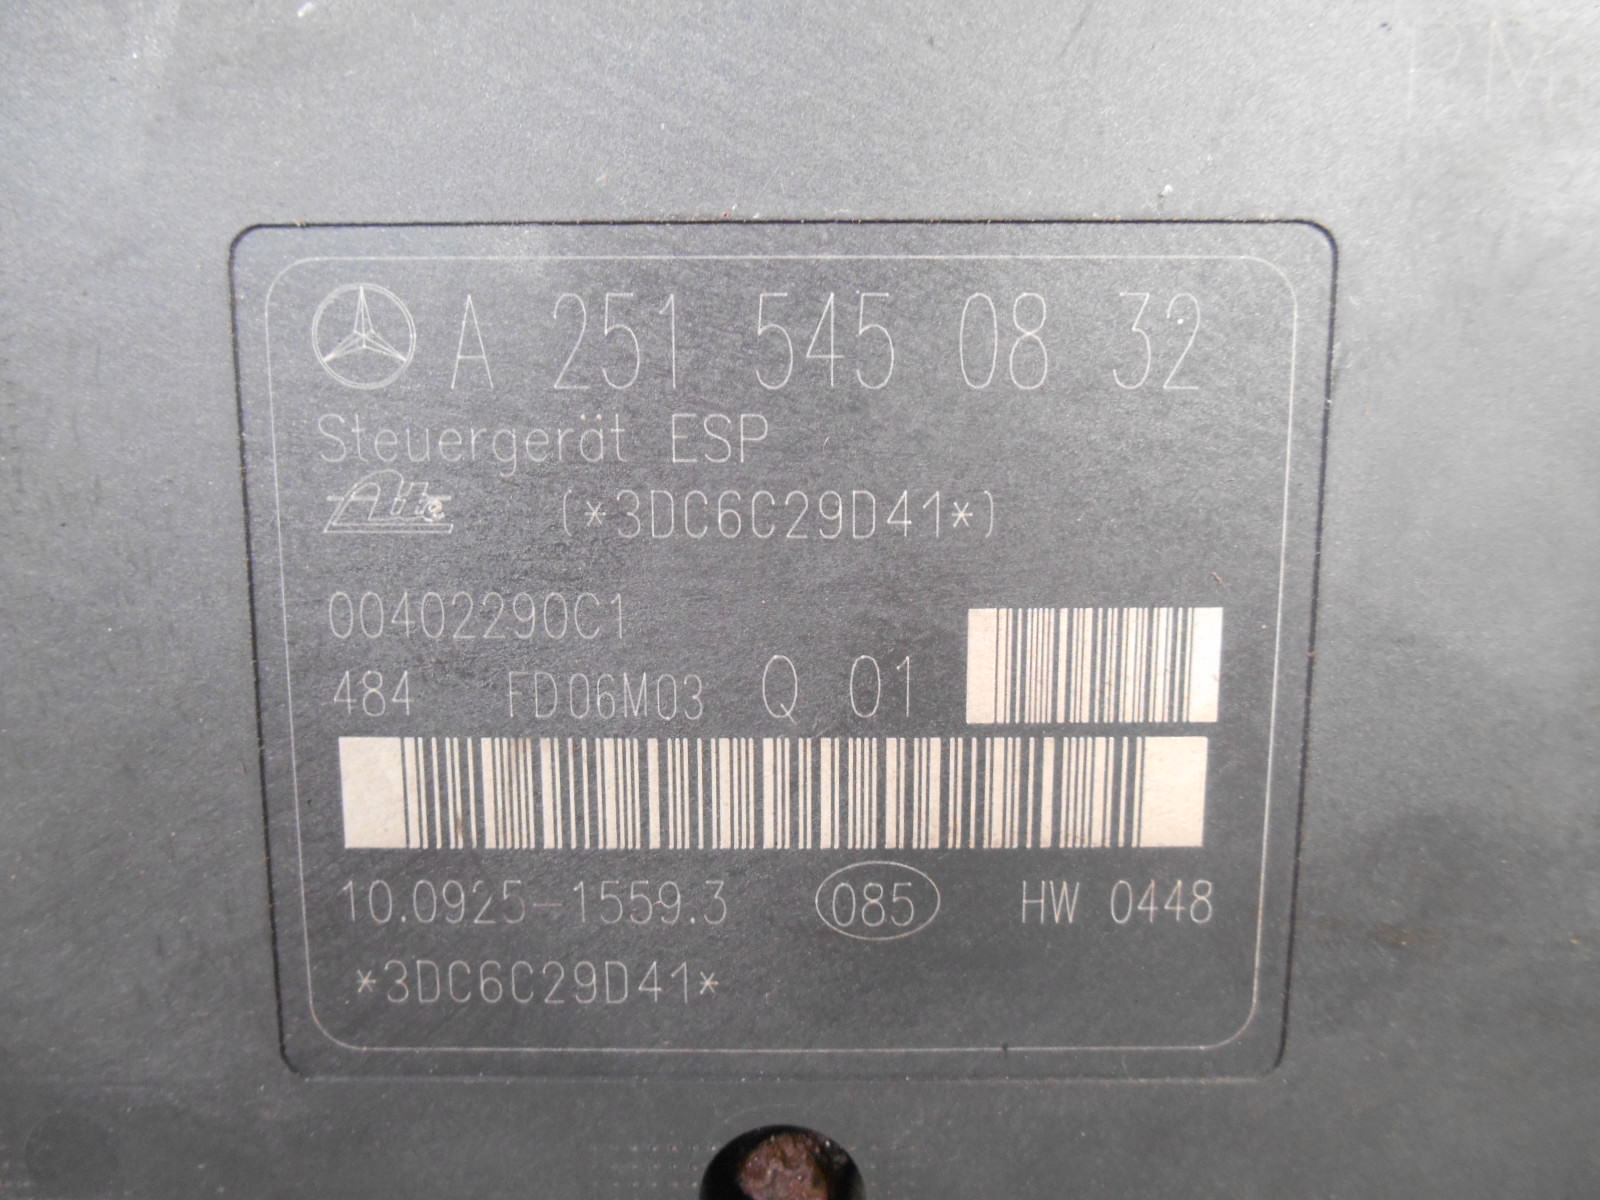 A 251 545 08 32
Steuergerät ESP
Ate (*3DC6C29D41*)
00402290C1
484 FD06M03 Q 01
10.0925-1559.3 085 HW 0448
*3DC6C29D41*